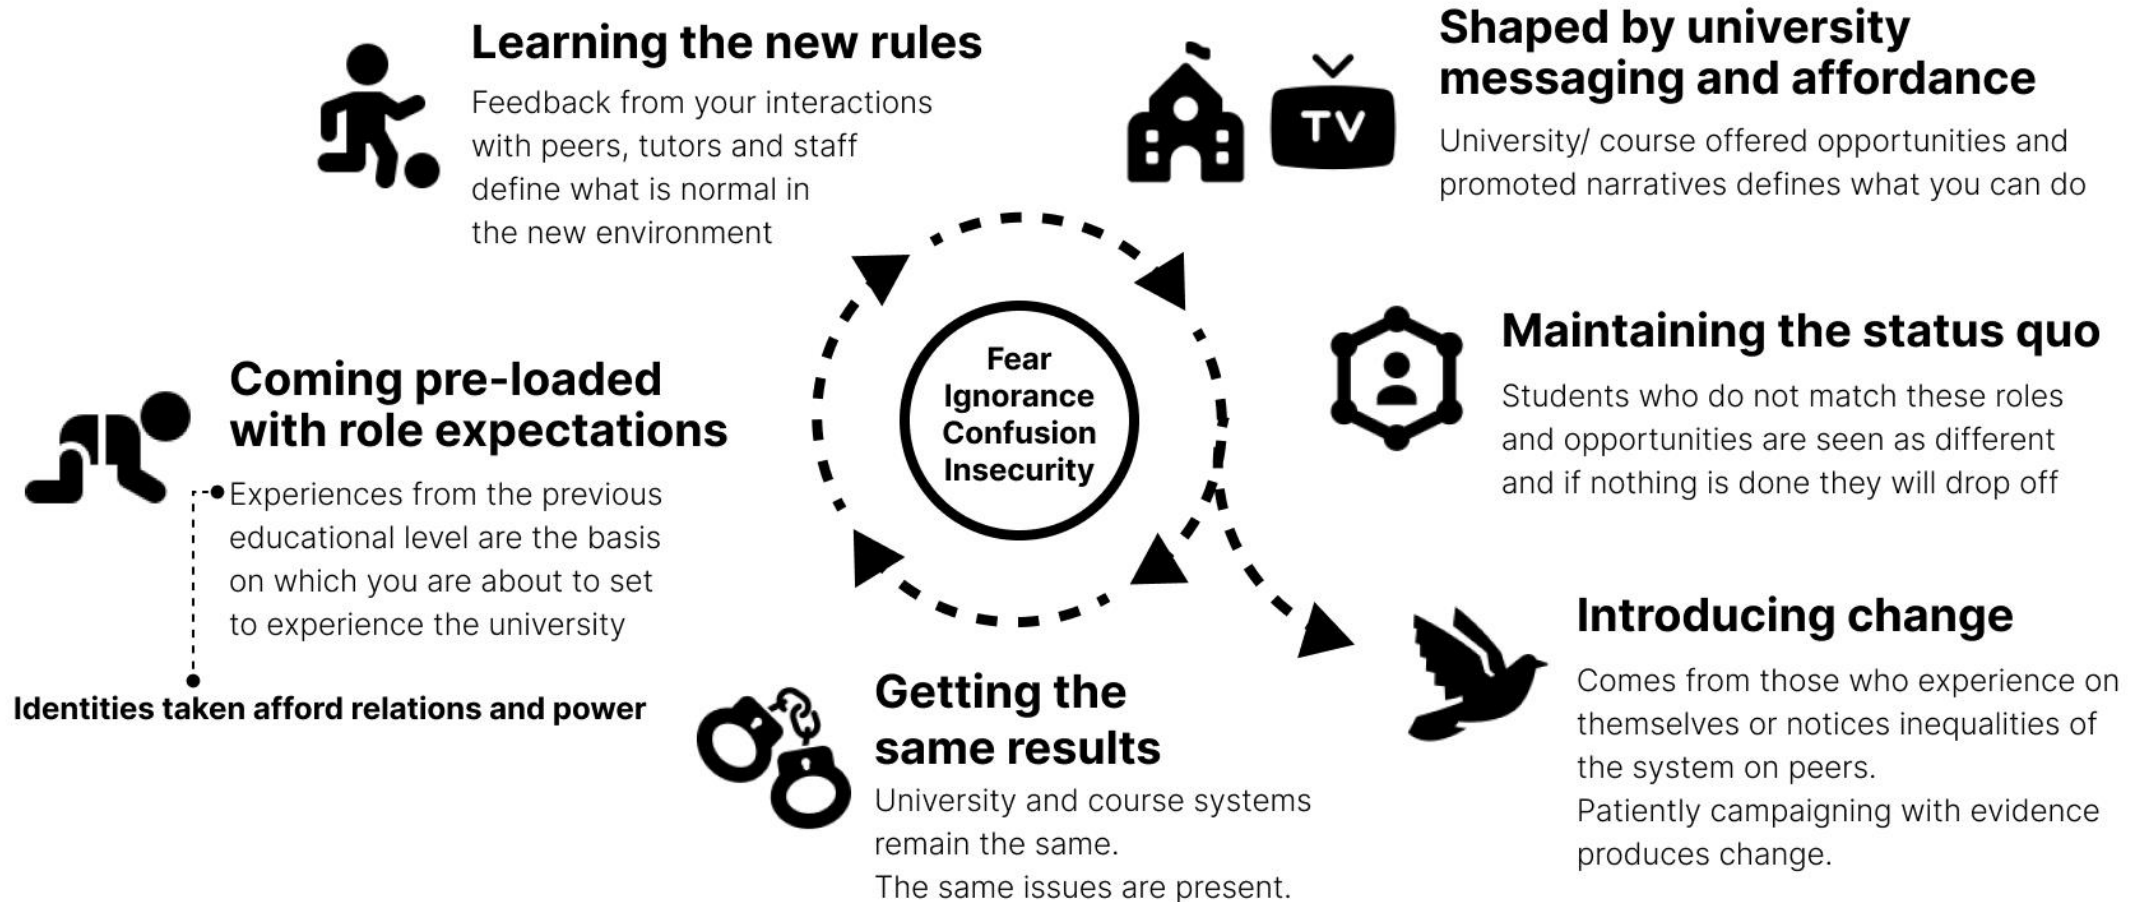 Learning the new rules
Feedback from your interactions
with peers, tutors and staff
define what is normal in
the new environment
TV
Shaped by university
messaging and affordance
University/ course offered opportunities and
promoted narratives defines what you can do
Coming pre-loaded
with role expectations
Experiences from the previous
educational level are the basis
on which you are about to set
to experience the university
Identities taken afford relations and power
Fear
Ignorance
Confusion
Insecurity
Maintaining the status quo
Students who do not match these roles
and opportunities are seen as different
and if nothing is done they will drop off
Getting the
same results
University and course systems
remain the same.
The same issues are present.
Introducing change
Comes from those who experience on
themselves or notices inequalities of
the system on peers.
Patiently campaigning with evidence
produces change.